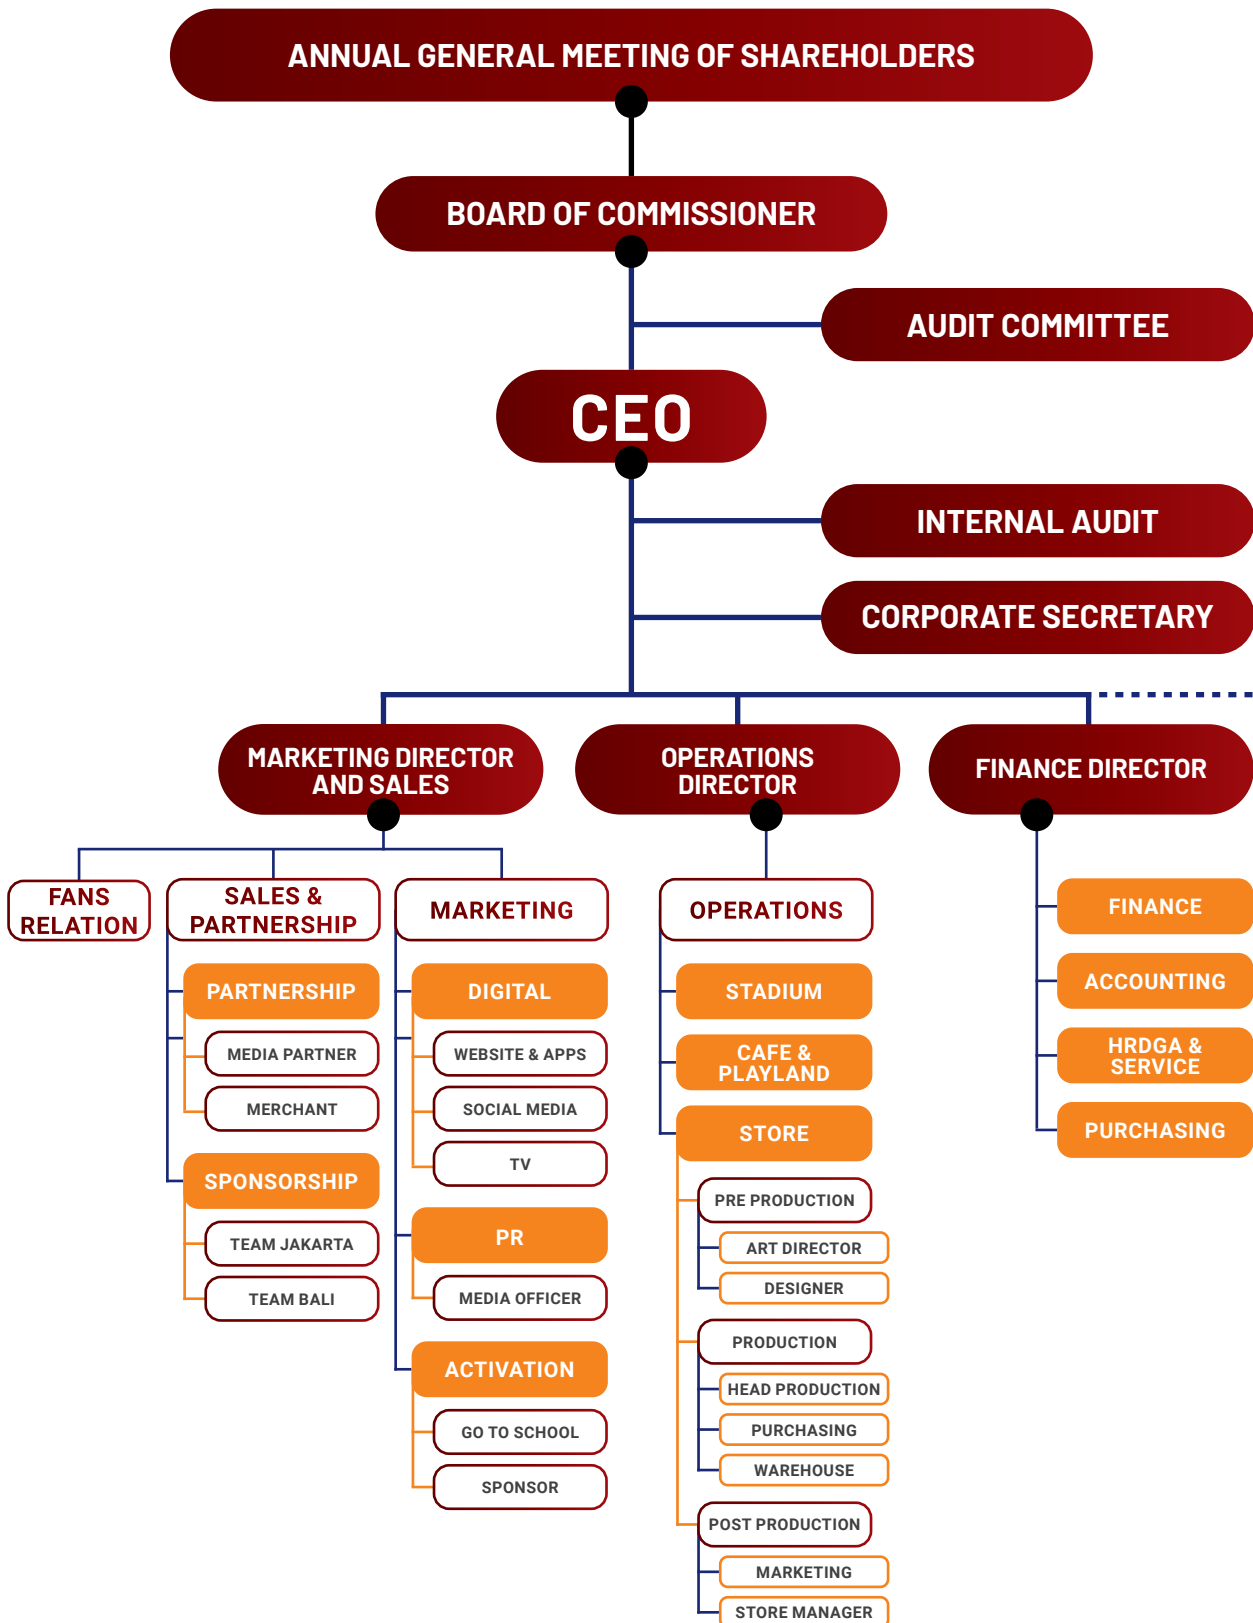 ANNUAL GENERAL MEETING OF SHAREHOLDERS
BOARD OF COMMISSIONER
AUDIT COMMITTEE
CEO
INTERNAL AUDIT
CORPORATE SECRETARY
MARKETING DIRECTOR
AND SALES
OPERATIONS
DIRECTOR
FINANCE DIRECTOR
FANS
RELATION
SALES &
PARTNERSHIP
PARTNERSHIP
MEDIA PARTNER
MERCHANT
SPONSORSHIP
TEAM JAKARTA
TEAM BALI
MARKETING
DIGITAL
WEBSITE & APPS
SOCIAL MEDIA
TV
PR
MEDIA OFFICER
ACTIVATION
GO TO SCHOOL
SPONSOR
OPERATIONS
STADIUM
CAFE &
PLAYLAND
STORE
PRE PRODUCTION
ART DIRECTOR
DESIGNER
PRODUCTION
HEAD PRODUCTION
PURCHASING
WAREHOUSE
POST PRODUCTION
MARKETING
STORE MANAGER
FINANCE
ACCOUNTING
HRDGA &
SERVICE
PURCHASING